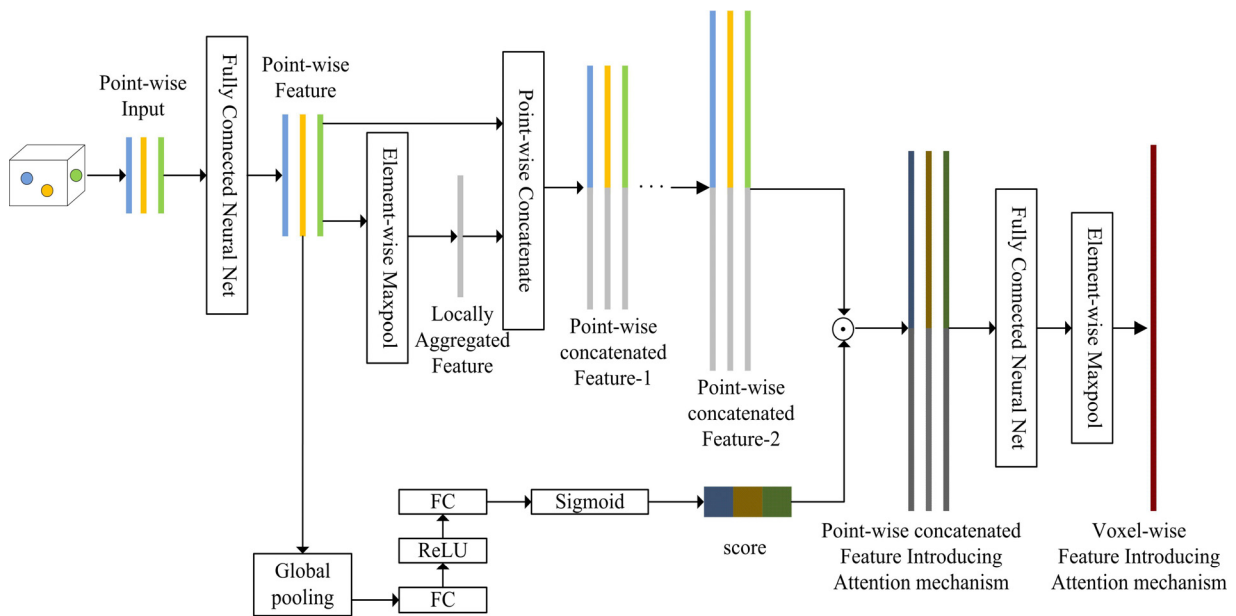 Point-wise
Input
Fully Connected Neural Net
Point-wise
Feature
Element-wise Maxpool
Locally
Aggregated
Feature
Point-wise Concatenate
Point-wise
concatenated
Feature-1
...
Point-wise
concatenated
Feature-2
Global
pooling
FC
ReLU
FC
Sigmoid
score
Point-wise concatenated
Feature Introducing
Attention mechanism
Fully Connected Neural Net
Element-wise Maxpool
Voxel-wise
Feature Introducing
Attention mechanism